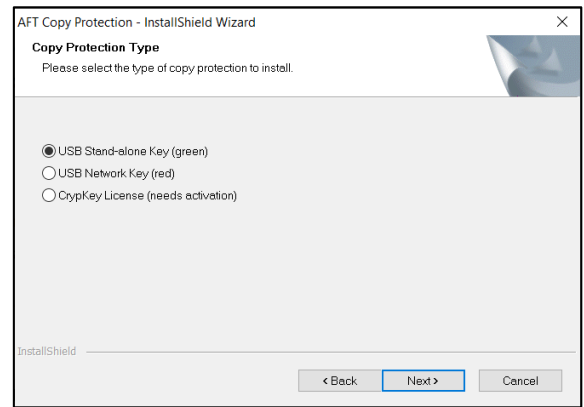 AFT Copy Protection - InstallShield Wizard
Copy Protection Type
Please select the type of copy protection to install.
USB Stand-alone Key (green)
USB Network Key (red)
CrypKey License (needs activation)
InstallShield
< Back Next > Cancel